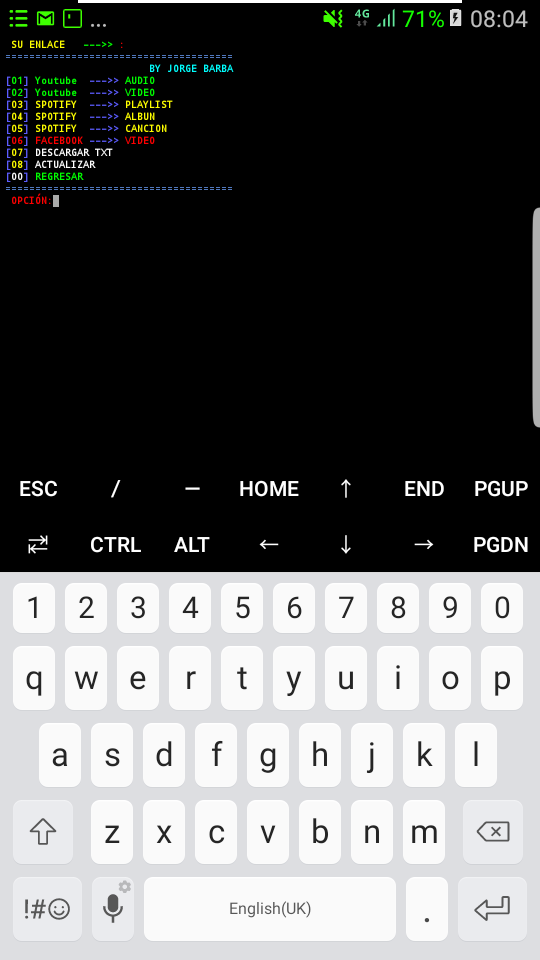 ... 4G 71% 08:04
SU ENLACE --->> :
======================================
BY JORGE BARBA
[01] Youtube --->> AUDIO
[02] Youtube --->> VIDEO
[03] SPOTIFY --->> PLAYLIST
[04] SPOTIFY --->> ALBUN
[05] SPOTIFY --->> CANCION
[06] FACEBOOK --->> VIDEO
[07] DESCARGAR TXT
[08] ACTUALIZAR
[00] REGRESAR
======================================
OPCIÓN:
ESC / — HOME ↑ END PGUP
CTRL ALT ← ↓ → PGDN
1 2 3 4 5 6 7 8 9 0
q w e r t y u i o p
a s d f g h j k l
z x c v b n m
!#☺ English(UK) .